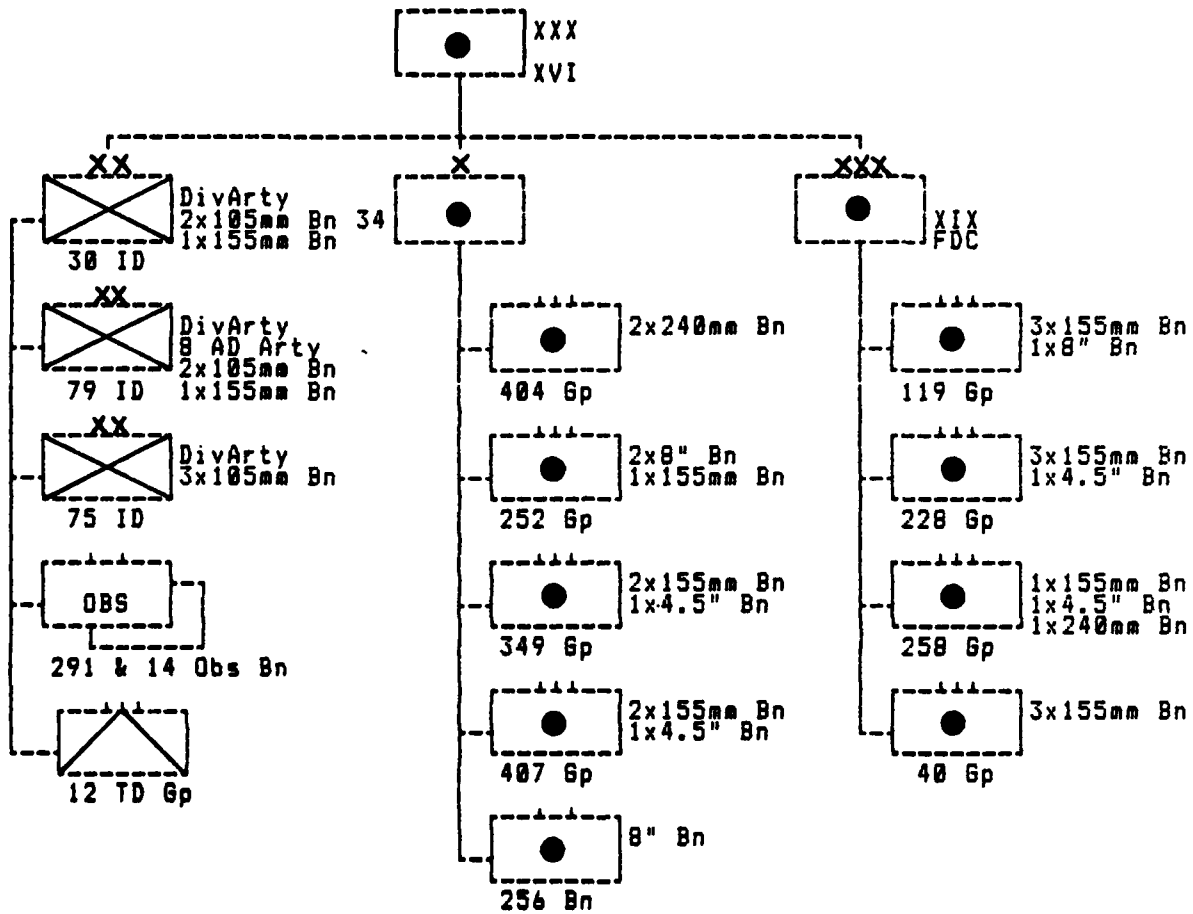 XXX
XVI
XX
DivArty
2x105mm Bn
1x155mm Bn
30 ID
XX
DivArty
8 AD Arty
2x105mm Bn
1x155mm Bn
79 ID
XX
DivArty
3x105mm Bn
75 ID
OBS
291 & 14 Obs Bn
12 TD Gp
X
34
2x240mm Bn
404 Gp
2x8" Bn
1x155mm Bn
252 Gp
2x155mm Bn
1x4.5" Bn
349 Gp
2x155mm Bn
1x4.5" Bn
407 Gp
8" Bn
256 Bn
XXX
XIX
FDC
3x155mm Bn
1x8" Bn
119 Gp
3x155mm Bn
1x4.5" Bn
228 Gp
1x155mm Bn
1x4.5" Bn
1x240mm Bn
258 Gp
3x155mm Bn
40 Gp